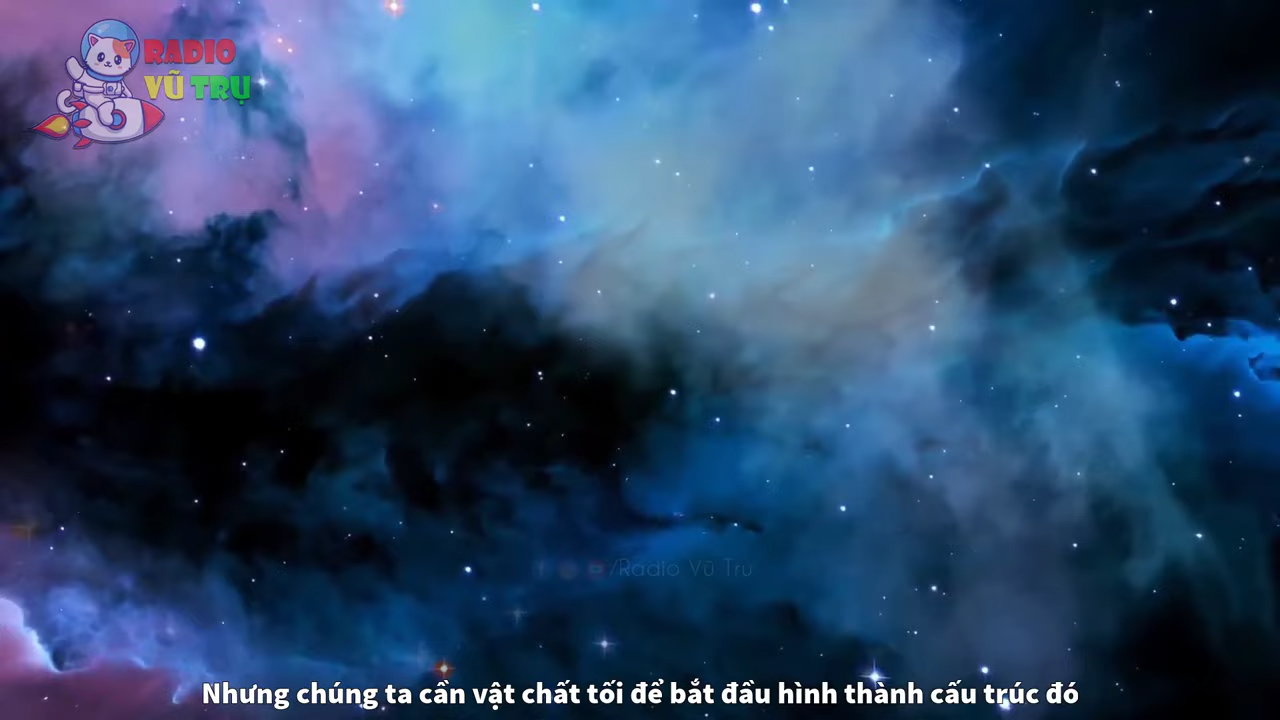 RADIO
VŨ TRỤ
/Radio Vũ Trụ
Nhưng chúng ta cần vật chất tối để bắt đầu hình thành cấu trúc đó